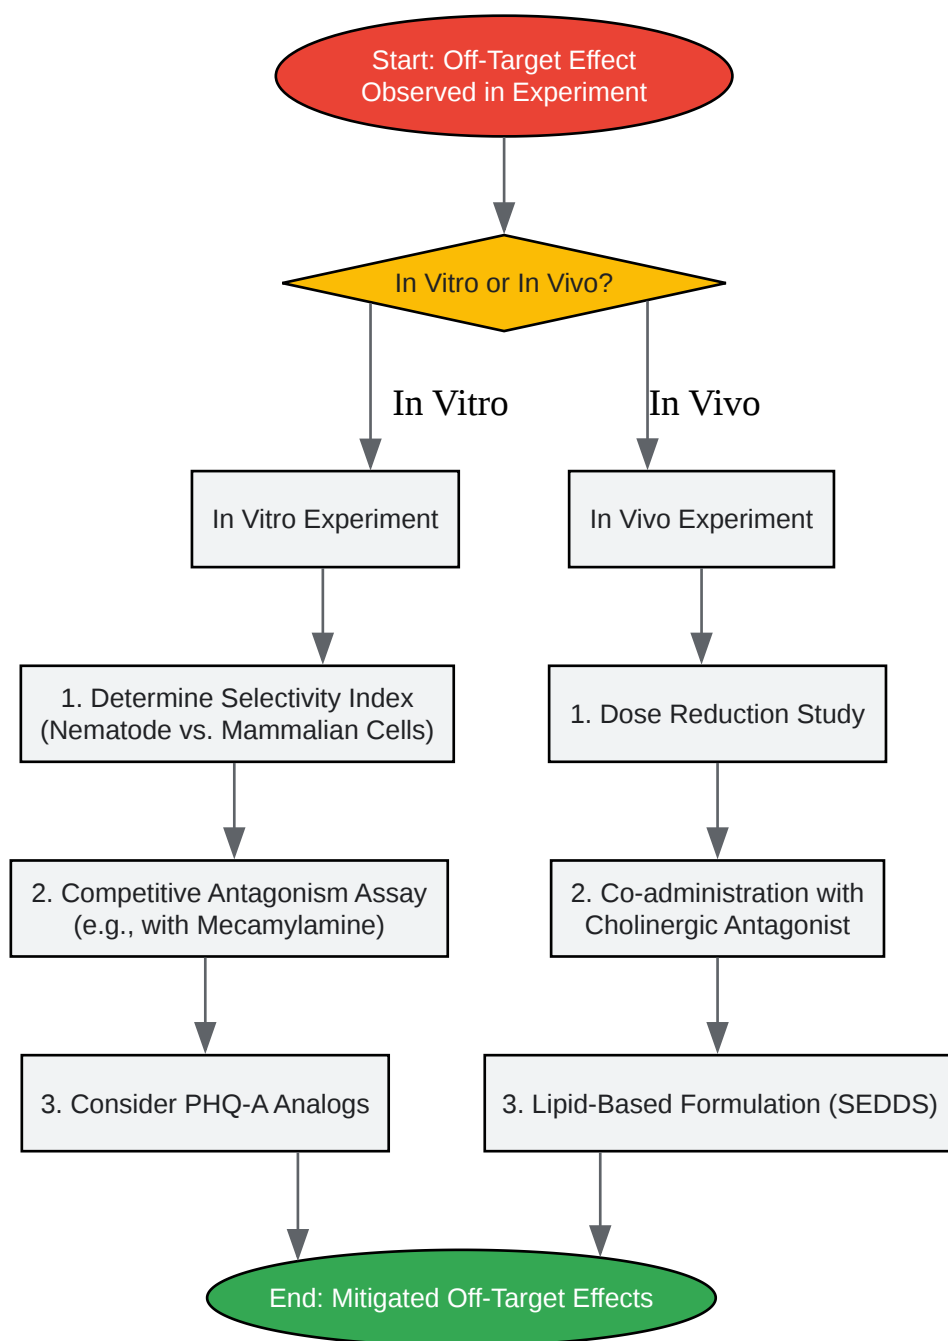 Start: Off-Target Effect
Observed in Experiment
In Vitro or In Vivo?
In Vitro
In Vivo
In Vitro Experiment
In Vivo Experiment
1. Determine Selectivity Index
(Nematode vs. Mammalian Cells)
1. Dose Reduction Study
2. Competitive Antagonism Assay
(e.g., with Mecamylamine)
2. Co-administration with
Cholinergic Antagonist
3. Consider PHQ-A Analogs
3. Lipid-Based Formulation (SEDDS)
End: Mitigated Off-Target Effects